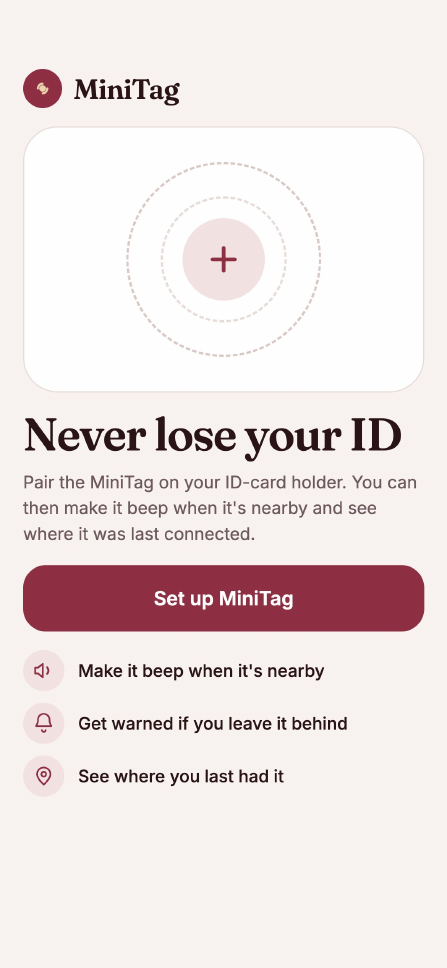 MiniTag
Never lose your ID
Pair the MiniTag on your ID-card holder. You can
then make it beep when it's nearby and see
where it was last connected.
Set up MiniTag
Make it beep when it's nearby
Get warned if you leave it behind
See where you last had it